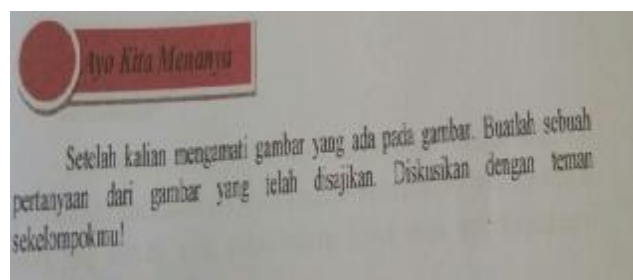 Ayo Kita Menanya
Setelah kalian mengamati gambar yang ada pada gambar. Buatlah sebuah
pertanyaan dari gambar yang telah disajikan. Diskusikan dengan teman
sekelompokmu!